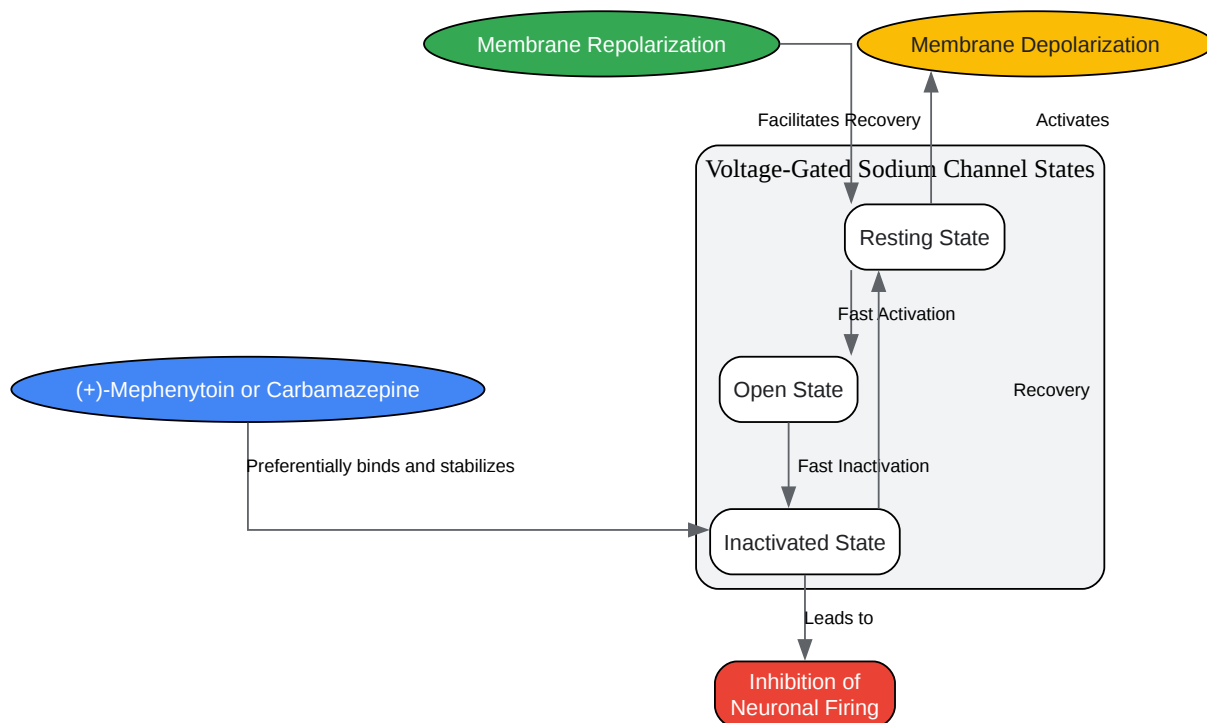 Membrane Repolarization
Membrane Depolarization
Facilitates Recovery
Activates
Voltage-Gated Sodium Channel States
Resting State
Fast Activation
(+)-Mephenytoin or Carbamazepine
Open State
Recovery
Preferentially binds and stabilizes
Fast Inactivation
Inactivated State
Leads to
Inhibition of
Neuronal Firing